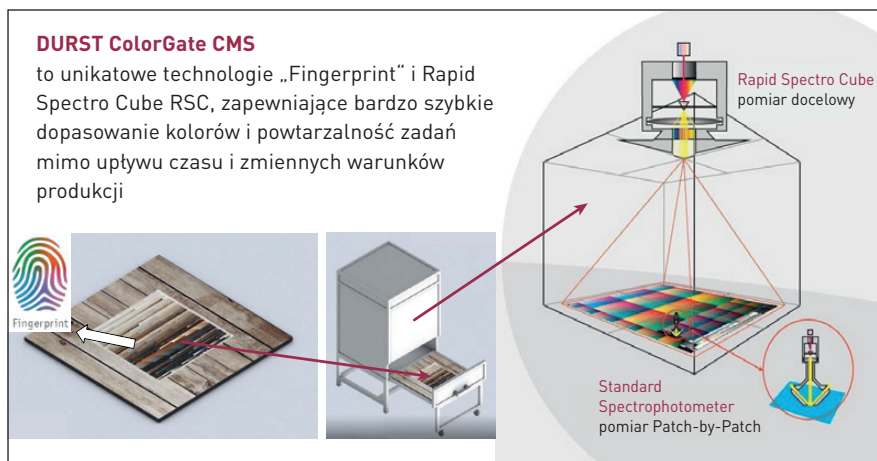 DURST ColorGate CMS
to unikatowe technologie „Fingerprint“ i Rapid
Spectro Cube RSC, zapewniające bardzo szybkie
dopasowanie kolorów i powtarzalność zadań
mimo upływu czasu i zmiennych warunków
produkcji
Rapid Spectro Cube
pomiar docelowy
Fingerprint
Standard
Spectrophotometer
pomiar Patch-by-Patch